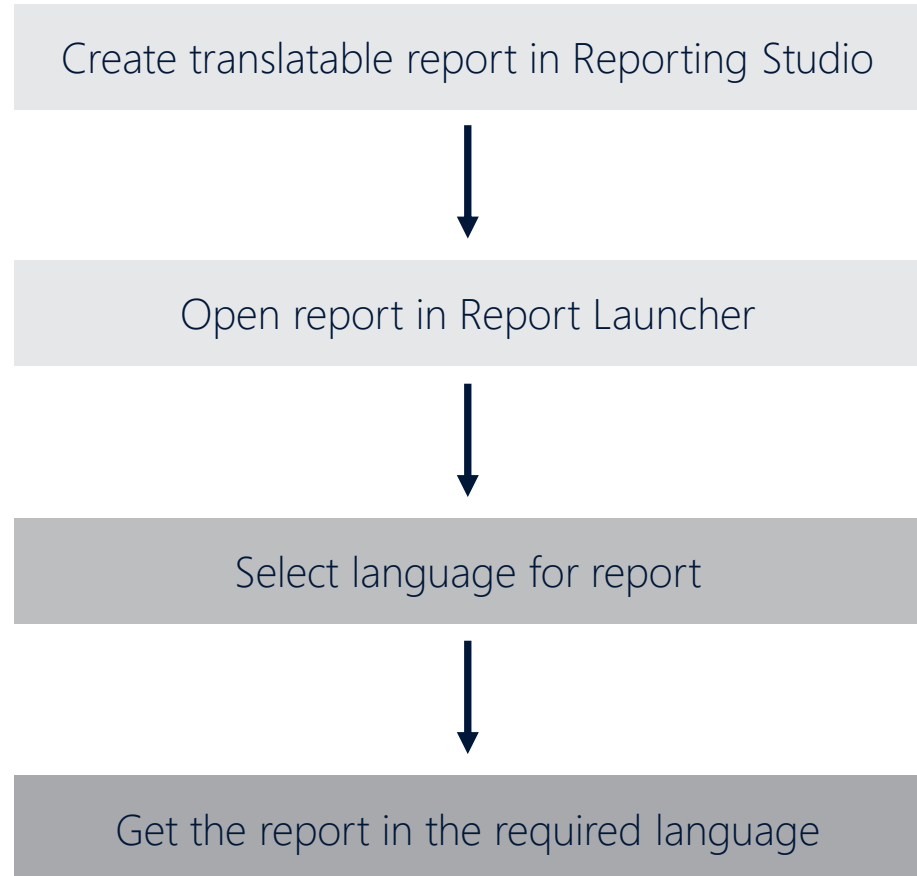 Create translatable report in Reporting Studio
Open report in Report Launcher
Select language for report
Get the report in the required language